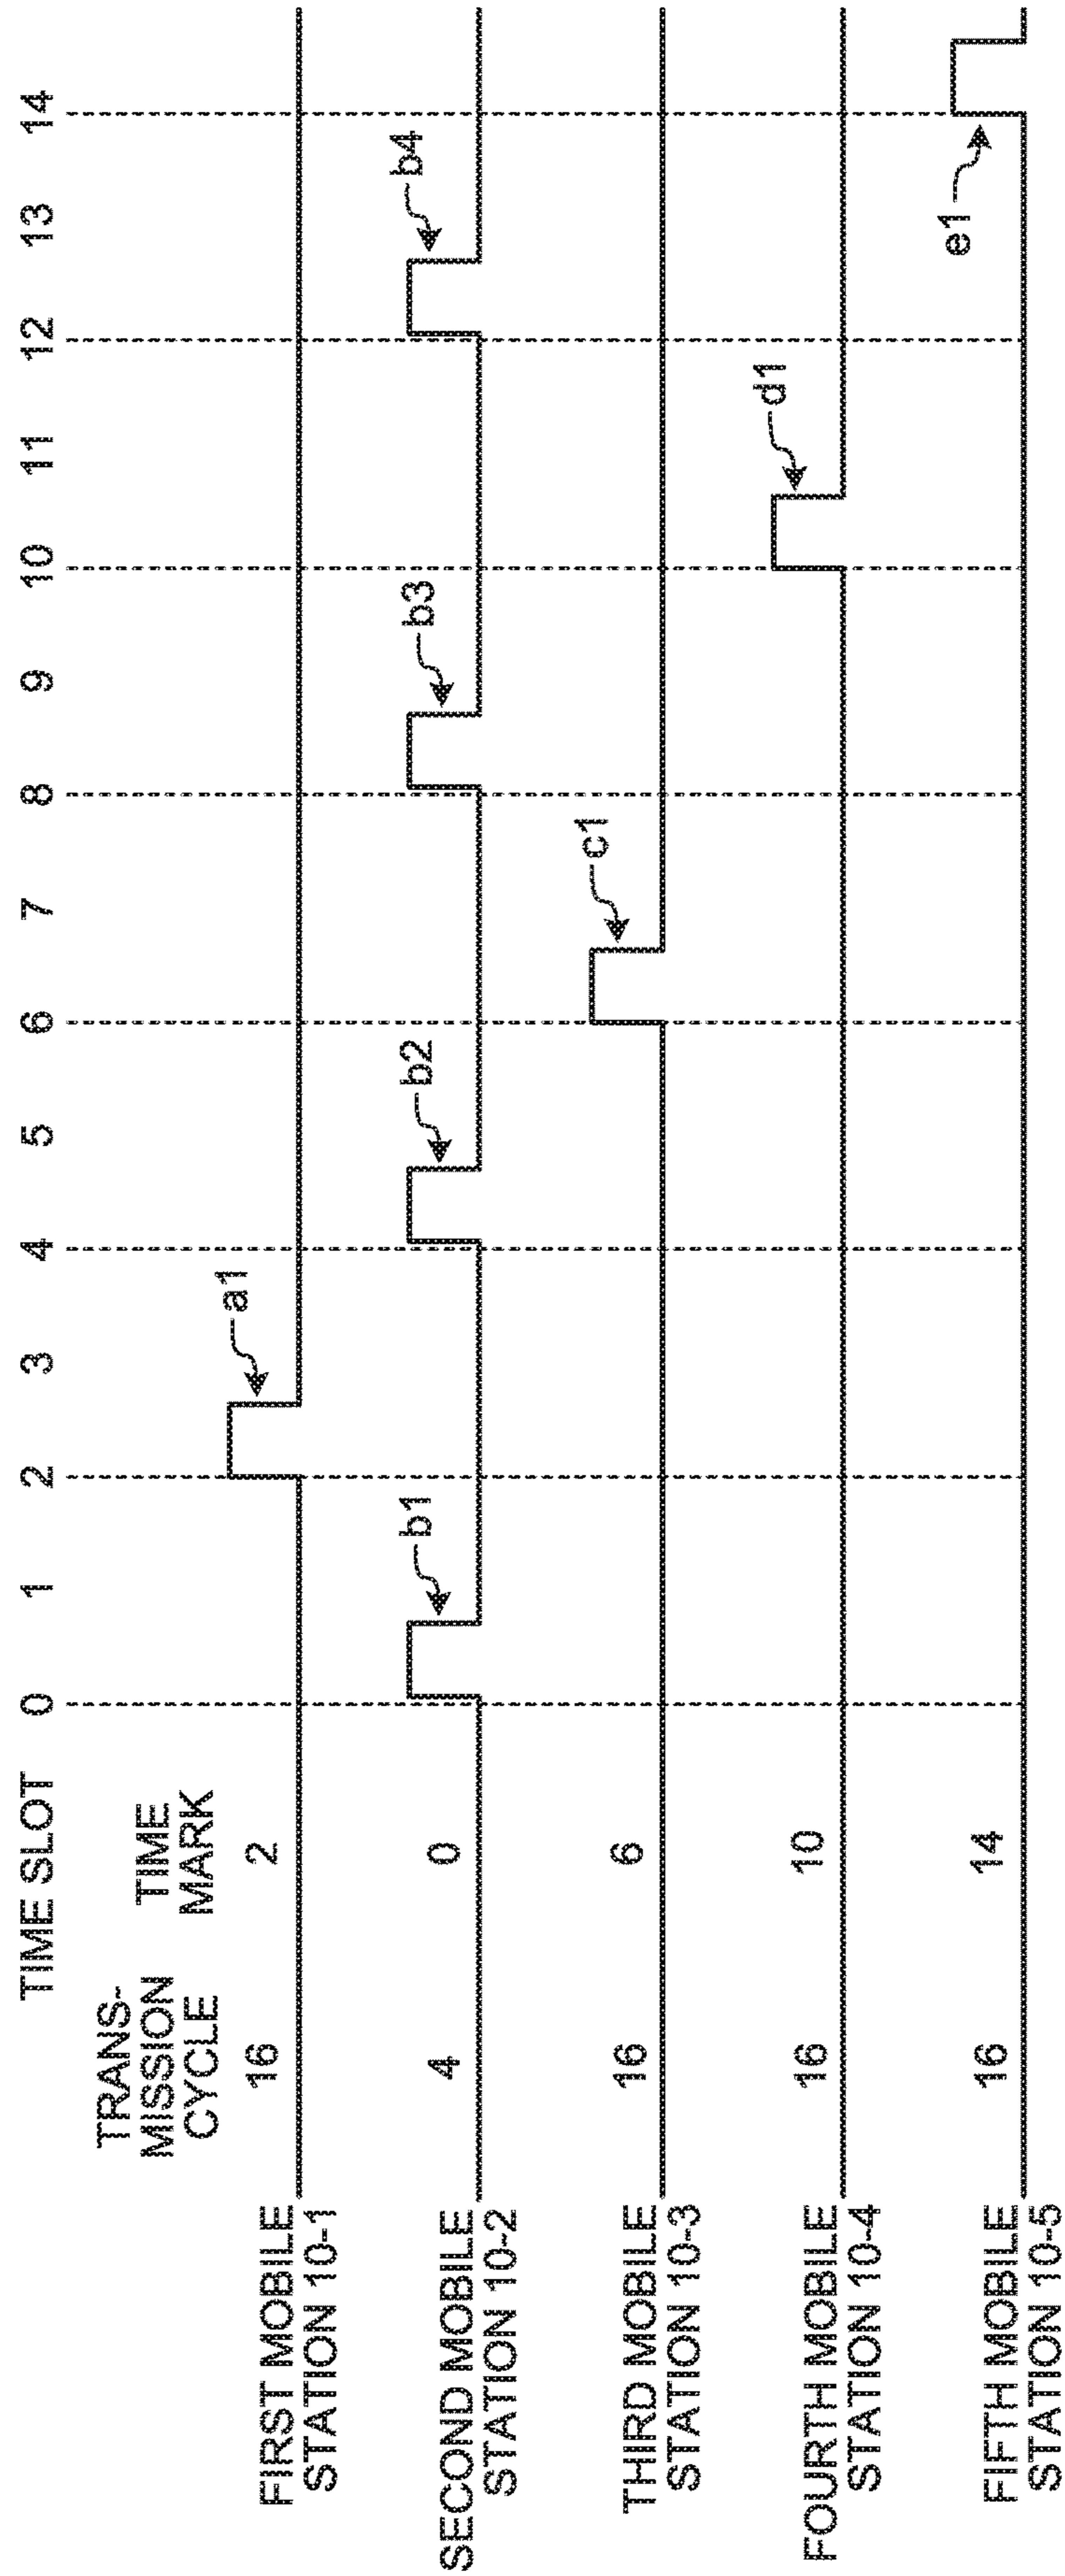 TIME SLOT 0 1 2 3 4 5 6 7 8 9 10 11 12 13 14
TRANS-
MISSION
CYCLE
TIME
MARK
FIRST MOBILE
STATION 10-1
16
2
a1
SECOND MOBILE
STATION 10-2
4
0
b1
b2
b3
b4
THIRD MOBILE
STATION 10-3
16
6
c1
FOURTH MOBILE
STATION 10-4
16
10
d1
FIFTH MOBILE
STATION 10-5
16
14
e1